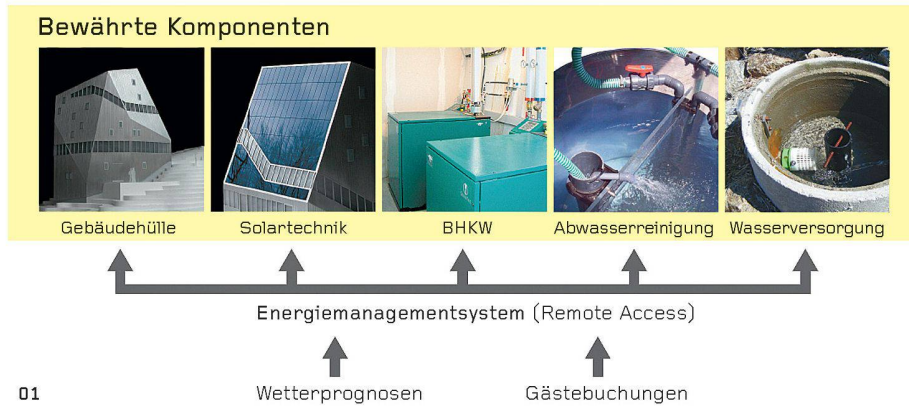 Bewährte Komponenten
Gebäudehülle Solartechnik BHKW Abwasserreinigung Wasserversorgung
Energiemanagementsystem (Remote Access)
Wetterprognosen Gästebuchungen
01